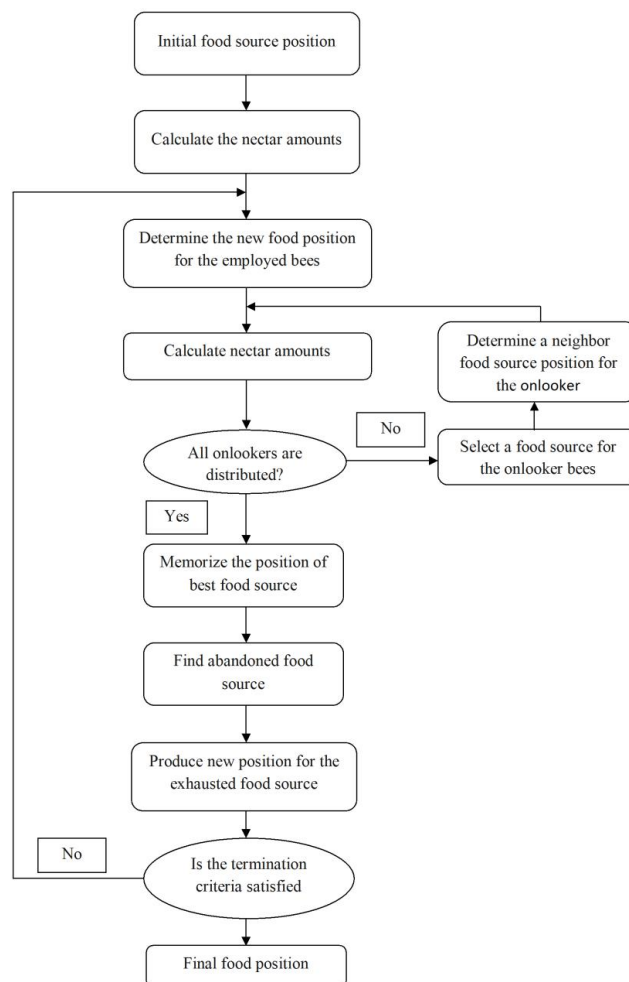 Initial food source position
Calculate the nectar amounts
Determine the new food position
for the employed bees
Calculate nectar amounts
Determine a neighbor
food source position for
the onlooker
No
All onlookers are
distributed?
Select a food source for
the onlooker bees
Yes
Memorize the position of
best food source
Find abandoned food
source
Produce new position for the
exhausted food source
No
Is the termination
criteria satisfied
Final food position